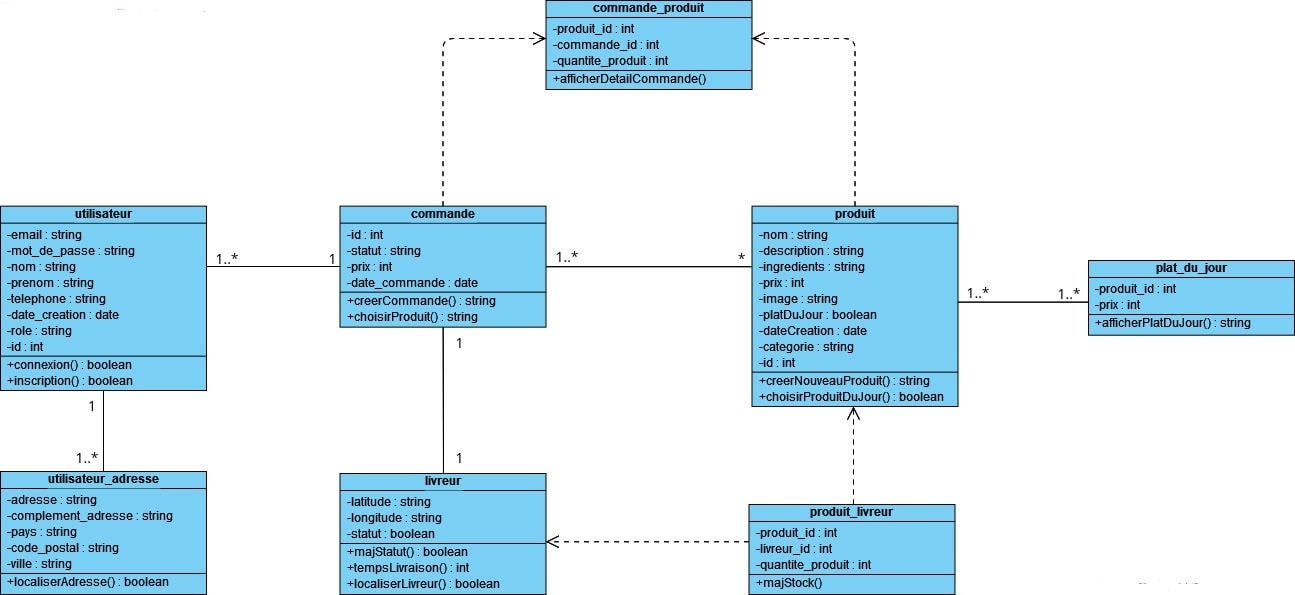 commande_produit
-produit_id : int
-commande_id : int
-quantite_produit : int
+afficherDetailCommande()
utilisateur
-email : string
-mot_de_passe : string
-nom : string
-prenom : string
-telephone : string
-date_creation : date
-role : string
-id : int
+connexion() : boolean
+inscription() : boolean
1..*
1
commande
-id : int
-statut : string
-prix : int
-date_commande : date
+creerCommande() : string
+choisirProduit() : string
1..*
*
produit
-nom : string
-description : string
-ingredients : string
-prix : int
-image : string
-platDuJour : boolean
-dateCreation : date
-categorie : string
-id : int
+creerNouveauProduit() : string
+choisirProduitDuJour() : boolean
1..*
1..*
plat_du_jour
-produit_id : int
-prix : int
+afficherPlatDuJour() : string
1
1..*
utilisateur_adresse
-adresse : string
-complement_adresse : string
-pays : string
-code_postal : string
-ville : string
+localiserAdresse() : boolean
1
1
livreur
-latitude : string
-longitude : string
-statut : boolean
+majStatut() : boolean
+tempsLivraison() : int
+localiserLivreur() : boolean
produit_livreur
-produit_id : int
-livreur_id : int
-quantite_produit : int
+majStock()